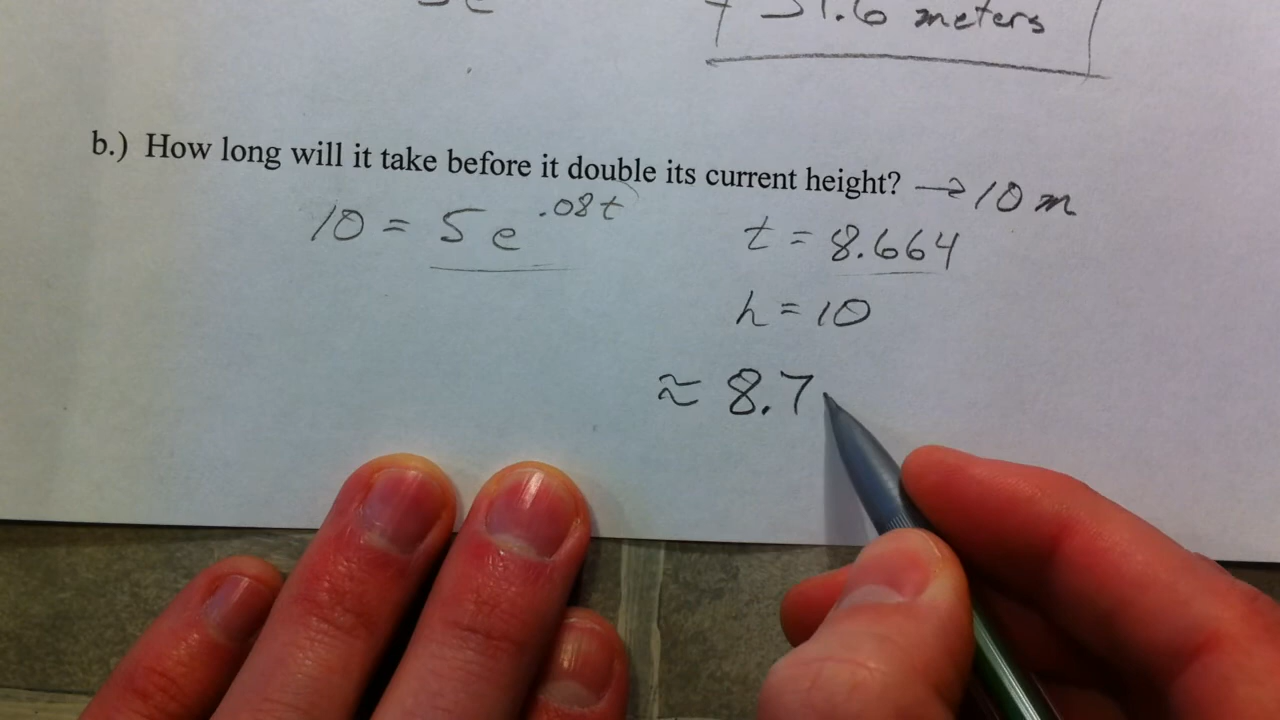 51.6 meters
b.) How long will it take before it double its current height? → 10 m
10 = 5e^.08t
t = 8.664
h = 10
≈ 8.7